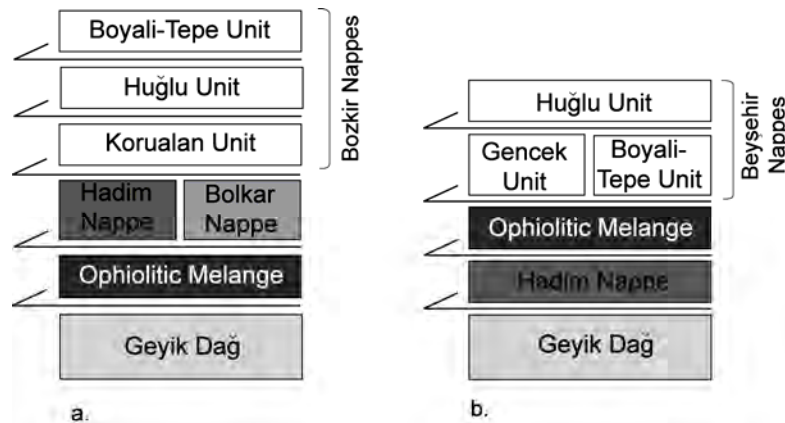 Boyali-Tepe Unit
Huğlu Unit
Korualan Unit
Bozkir Nappes
Hadim
Nappe
Bolkar
Nappe
Ophiolitic Melange
Geyik Dağ
a.
Huğlu Unit
Gencek
Unit
Boyali-
Tepe Unit
Beyşehir
Nappes
Ophiolitic Melange
Hadim Nappe
Geyik Dağ
b.